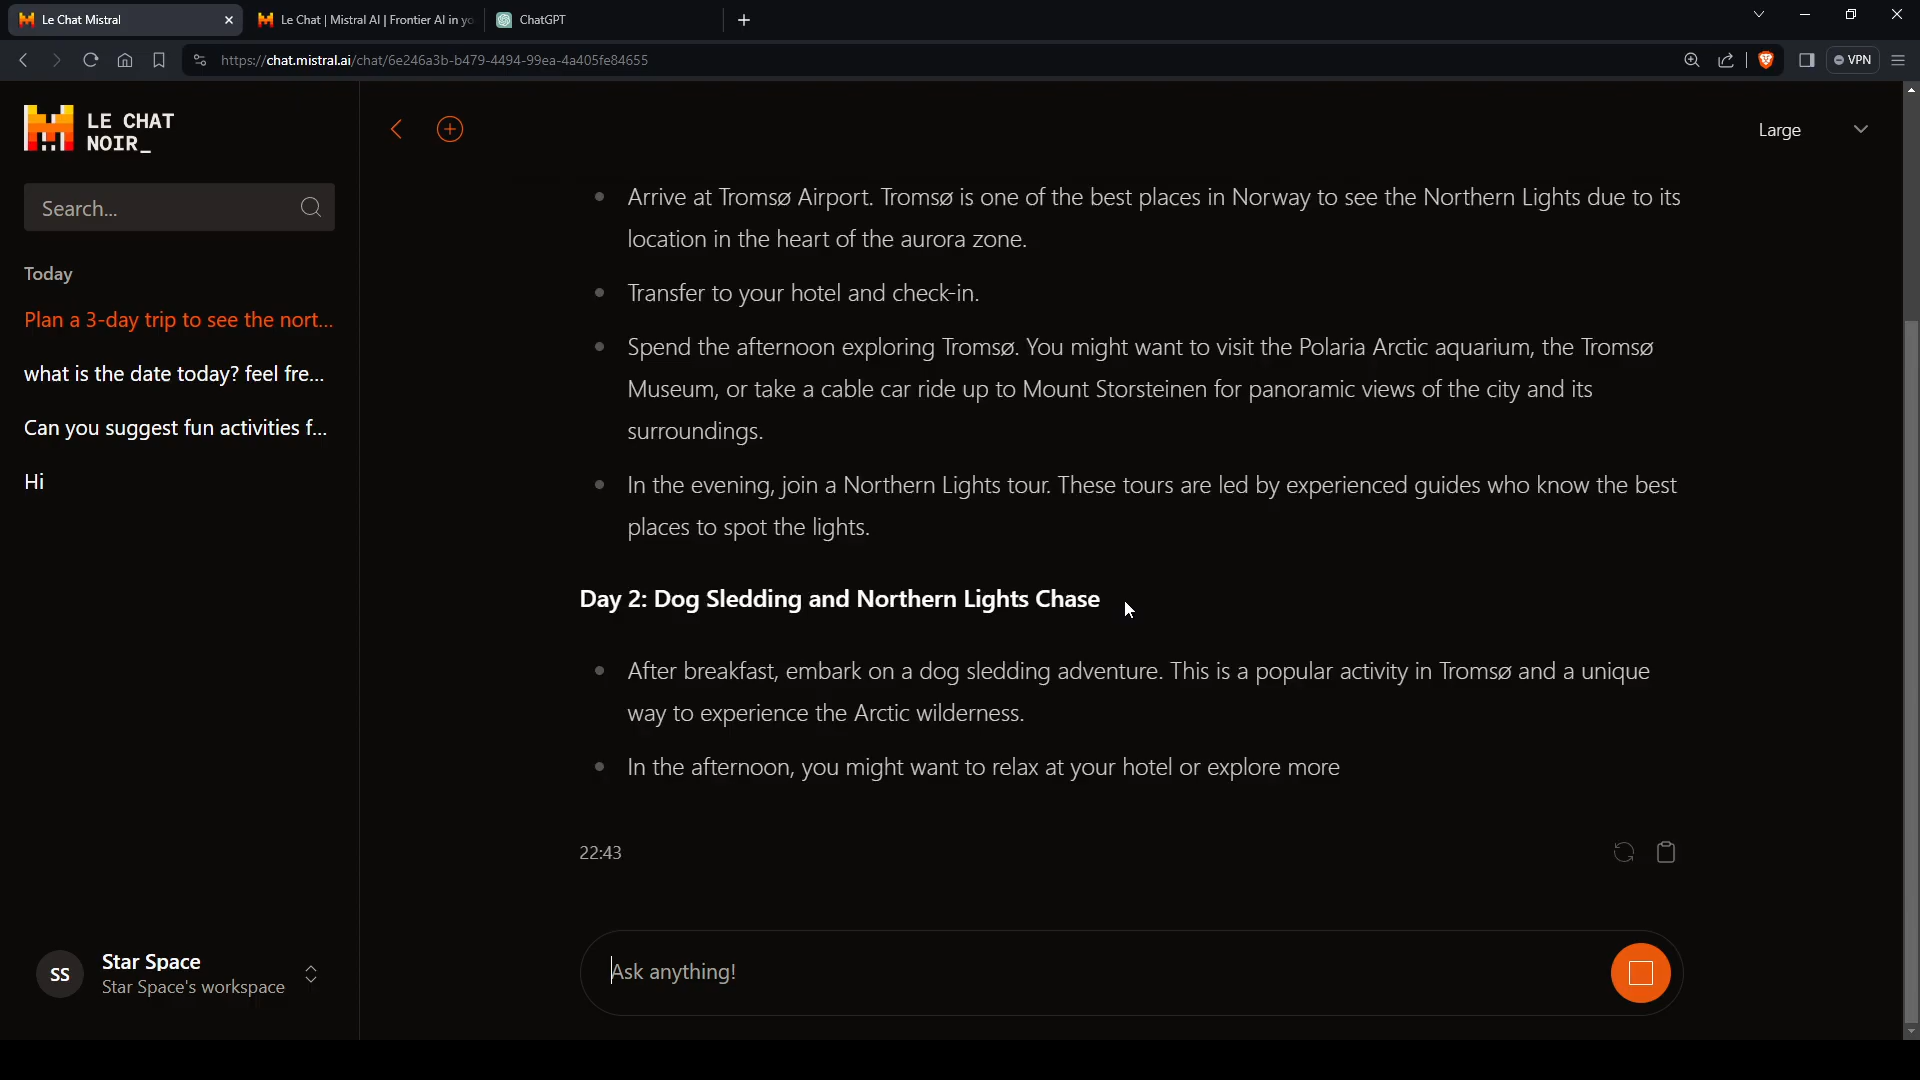 Le Chat Mistral
Le Chat | Mistral AI | Frontier AI in yo
ChatGPT
https://chat.mistral.ai/chat/6e246a3b-b479-4494-99ea-4a405fe84655
VPN
LE CHAT
NOIR_
Large
Search...
Today
Plan a 3-day trip to see the nort...
what is the date today? feel fre...
Can you suggest fun activities f...
Hi
Arrive at Tromsø Airport. Tromsø is one of the best places in Norway to see the Northern Lights due to its
location in the heart of the aurora zone.
Transfer to your hotel and check-in.
Spend the afternoon exploring Tromsø. You might want to visit the Polaria Arctic aquarium, the Tromsø
Museum, or take a cable car ride up to Mount Storsteinen for panoramic views of the city and its
surroundings.
In the evening, join a Northern Lights tour. These tours are led by experienced guides who know the best
places to spot the lights.
Day 2: Dog Sledding and Northern Lights Chase
After breakfast, embark on a dog sledding adventure. This is a popular activity in Tromsø and a unique
way to experience the Arctic wilderness.
In the afternoon, you might want to relax at your hotel or explore more
22:43
Ask anything!
SS
Star Space
Star Space's workspace